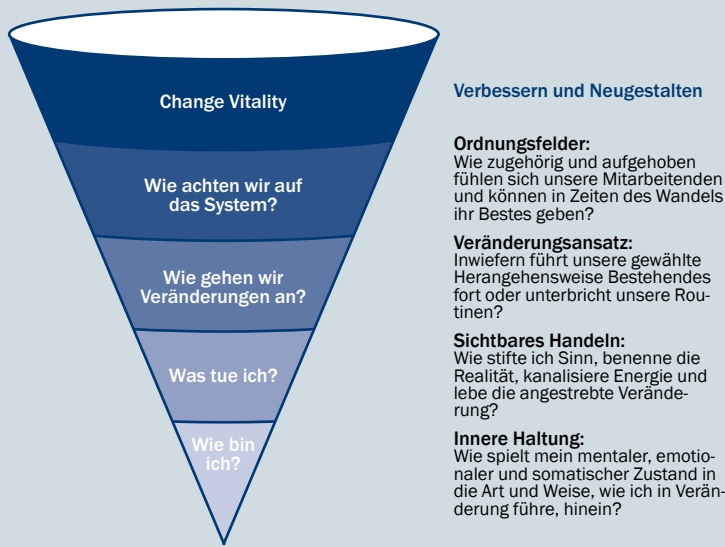 Change Vitality
Wie achten wir auf
das System?
Wie gehen wir
Veränderungen an?
Was tue ich?
Wie bin
ich?
Verbessern und Neugestalten
Ordnungsfelder:
Wie zugehörig und aufgehoben
fühlen sich unsere Mitarbeitenden
und können in Zeiten des Wandels
ihr Bestes geben?
Veränderungsansatz:
Inwiefern führt unsere gewählte
Herangehensweise Bestehendes
fort oder unterbricht unsere Rou-
tinen?
Sichtbares Handeln:
Wie stifte ich Sinn, benenne die
Realität, kanalisiere Energie und
lebe die angestrebte Verände-
rung?
Innere Haltung:
Wie spielt mein mentaler, emotio-
naler und somatischer Zustand in
die Art und Weise, wie ich in Verän-
derung führe, hinein?